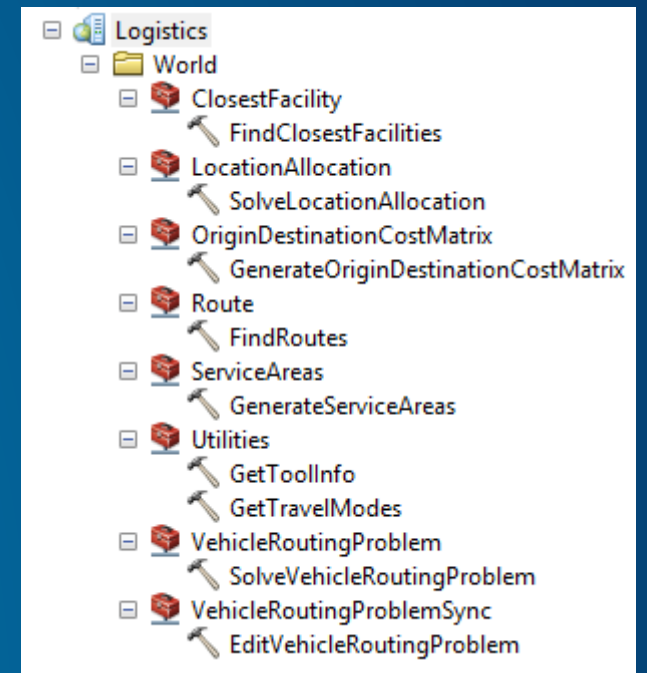 Logistics
World
ClosestFacility
FindClosestFacilities
LocationAllocation
SolveLocationAllocation
OriginDestinationCostMatrix
GenerateOriginDestinationCostMatrix
Route
FindRoutes
ServiceAreas
GenerateServiceAreas
Utilities
GetToolInfo
GetTravelModes
VehicleRoutingProblem
SolveVehicleRoutingProblem
VehicleRoutingProblemSync
EditVehicleRoutingProblem